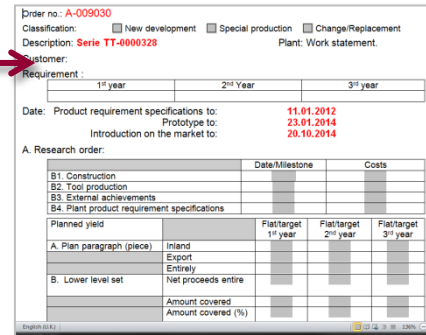 Order no.: A-009030
Classification: New development Special production Change/Replacement
Description: Serie TT-0000328 Plant: Work statement.
Customer:
Requirement :
1st year 2nd Year 3rd year
Date: Product requirement specifications to: 11.01.2012
Prototype to: 23.01.2014
Introduction on the market to: 20.10.2014
A. Research order:
Date/Milestone Costs
B1. Construction
B2. Tool production
B3. External achievements
B4. Plant product requirement specifications
Planned yield Flat/target 1st year Flat/target 2nd year Flat/target 3rd year
A. Plan paragraph (piece) Inland
Export
Entirely
B. Lower level set Net proceeds entire
Amount covered
Amount covered (%)
English (U.K.) 136%